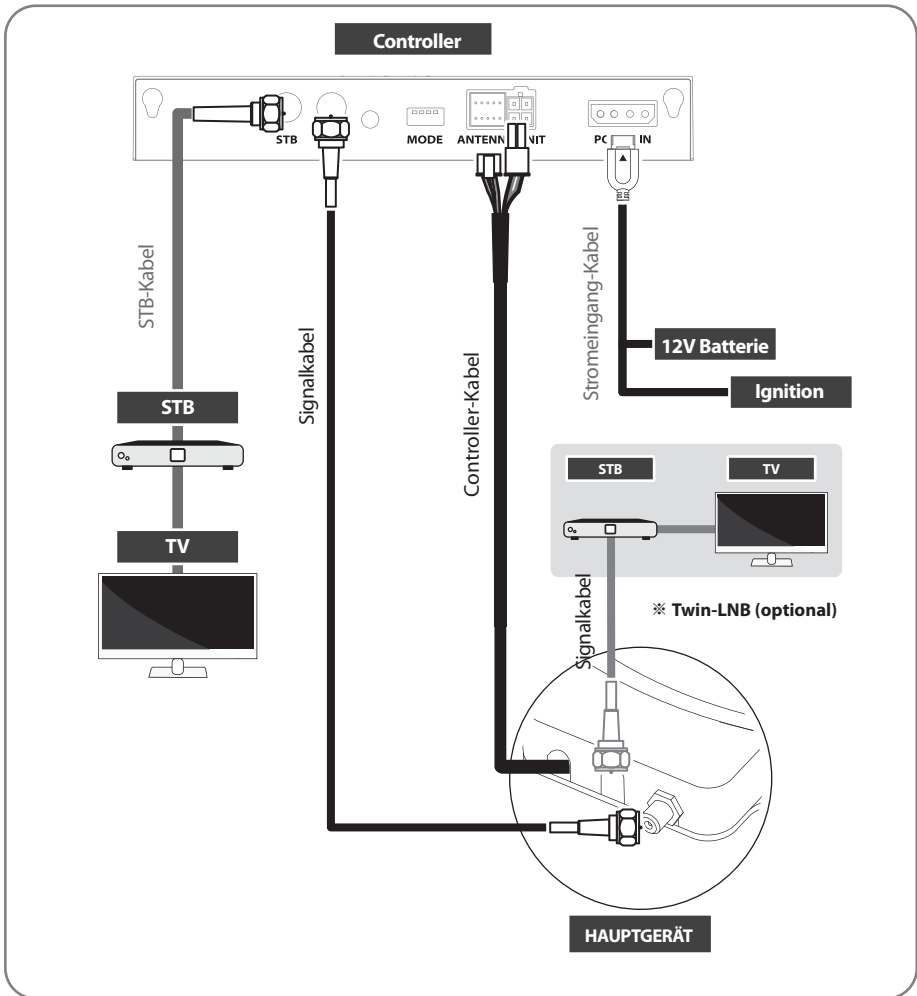 Controller
STB
MODE
ANTENN NIT
IN
STB-Kabel
Signalkabel
Controller-Kabel
Stromeingang-Kabel
12V Batterie
Ignition
STB
TV
STB
TV
Signalkabel
※ Twin-LNB (optional)
HAUPTGERÄT